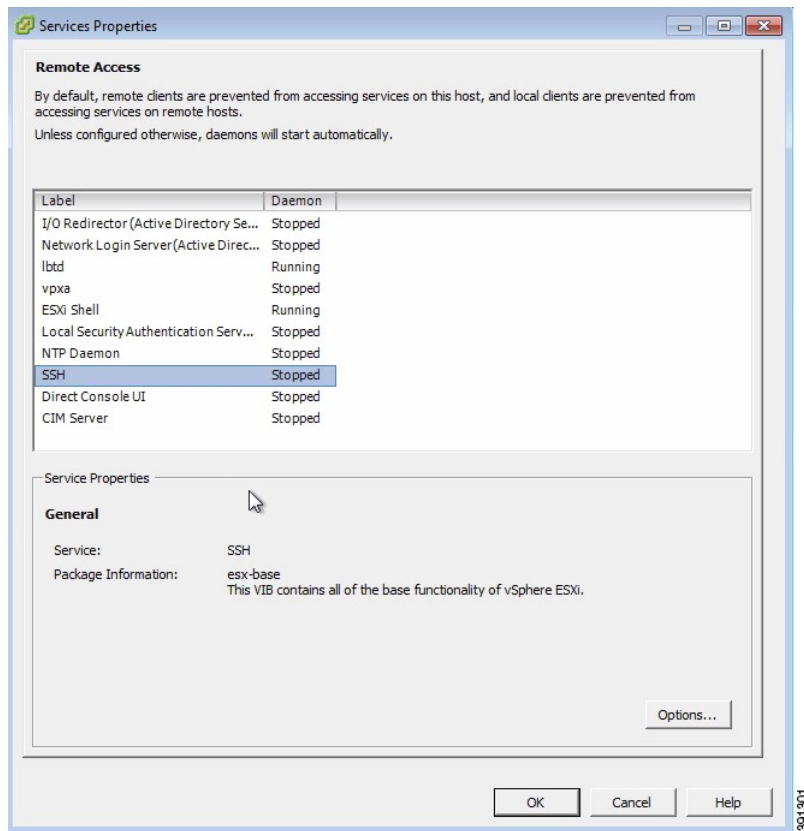 Services Properties
Remote Access
By default, remote clients are prevented from accessing services on this host, and local clients are prevented from
accessing services on remote hosts.
Unless configured otherwise, daemons will start automatically.
Label Daemon
I/O Redirector (Active Directory Se... Stopped
Network Login Server(Active Direc... Stopped
lbtd Running
vpxa Stopped
ESXi Shell Running
Local Security Authentication Serv... Stopped
NTP Daemon Stopped
SSH Stopped
Direct Console UI Stopped
CIM Server Stopped
Service Properties
General
Service: SSH
Package Information: esx-base
This VIB contains all of the base functionality of vSphere ESXi.
Options...
OK Cancel Help
391301